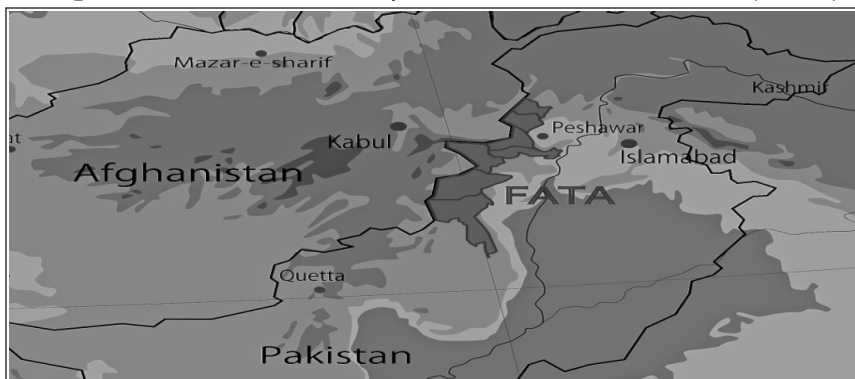 Mazar-e-sharif
Kashmir
Kabul
Peshawar
Islamabad
Afghanistan
FATA
Quetta
Pakistan